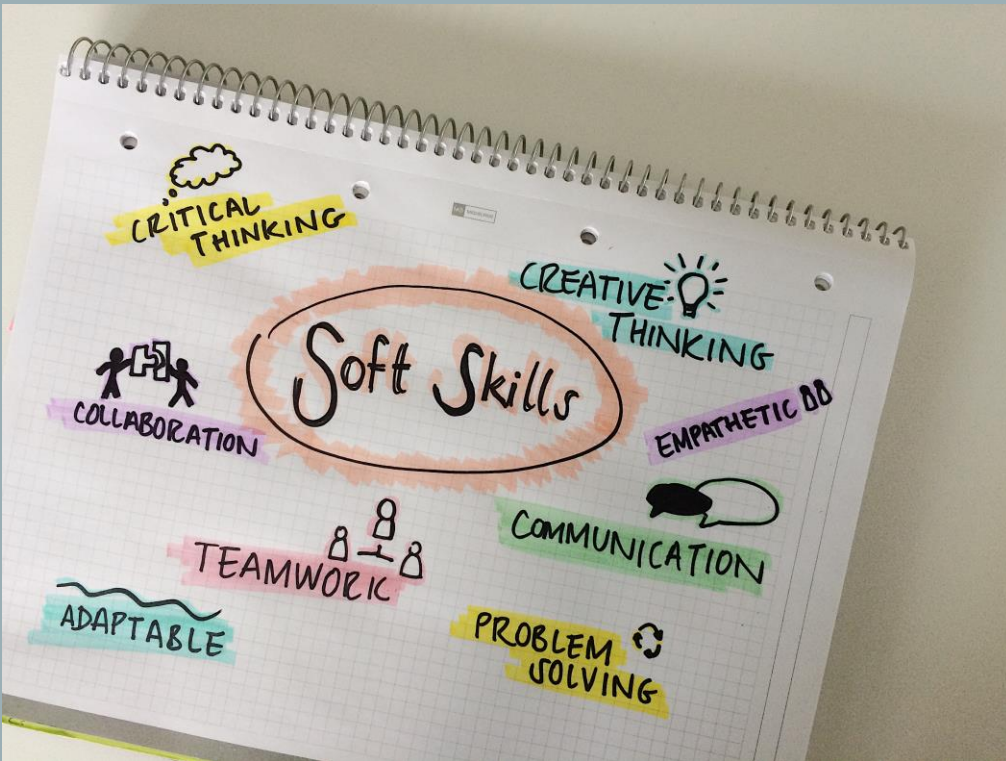 CRITICAL
THINKING
CREATIVE
THINKING
Soft Skills
COLLABORATION
EMPATHETIC
COMMUNICATION
TEAMWORK
ADAPTABLE
PROBLEM
SOLVING